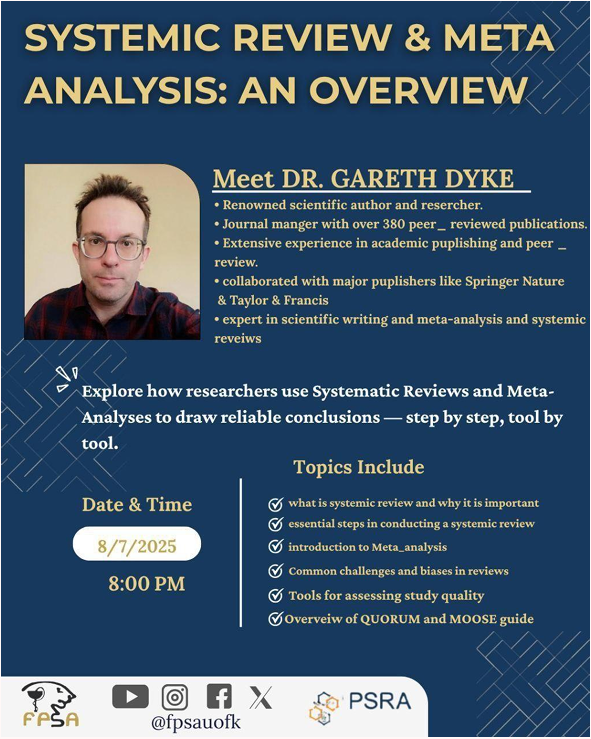 SYSTEMIC REVIEW & META
ANALYSIS: AN OVERVIEW
Meet DR. GARETH DYKE
• Renowned scientific author and resercher.
• Journal manger with over 380 peer_ reviewed publications.
• Extensive experience in academic puplishing and peer _
review.
• collaborated with major puplishers like Springer Nature
& Taylor & Francis
• expert in scientific writing and meta-analysis and systemic
reveiws
Explore how researchers use Systematic Reviews and Meta-
Analyses to draw reliable conclusions — step by step, tool by
tool.
Topics Include
what is systemic review and why it is important
essential steps in conducting a systemic review
introduction to Meta_analysis
Common challenges and biases in reviews
Tools for assessing study quality
Overveiw of QUORUM and MOOSE guide
Date & Time
8/7/2025
8:00 PM
FPSA
@fpsauofk
PSRA